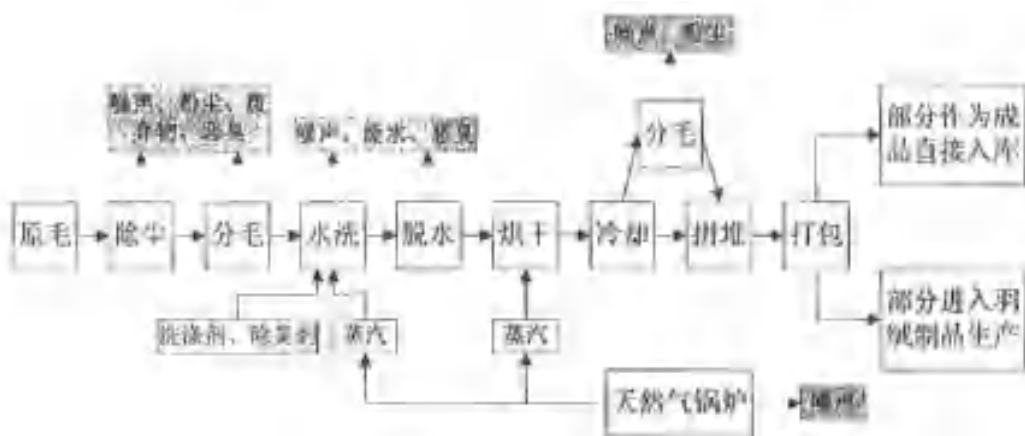 噪声、粉尘
噪声、粉尘、废
弃物、恶臭
噪声、废水、恶臭
分毛
部分作为成
品直接入库
原毛
除尘
分毛
水洗
脱水
烘干
冷却
拼堆
打包
洗涤剂、除臭剂
蒸汽
蒸汽
部分进入羽
绒制品生产
天然气锅炉
噪声